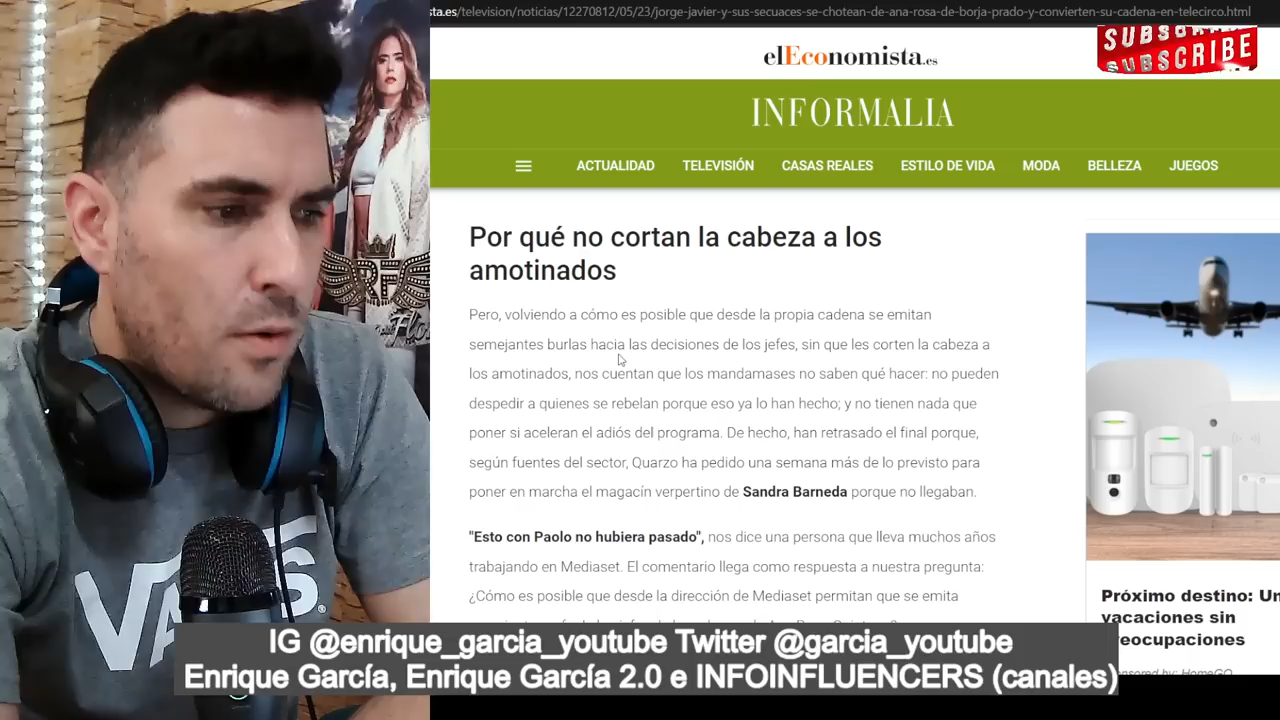 sta.es/television/noticias/12270812/05/23/jorge-javier-y-sus-secuaces-se-chotean-de-ana-rosa-de-borja-prado-y-convierten-su-cadena-en-telecirco.html
SUBSCRIBE
SUBSCRIBE
elEconomista.es
INFORMALIA
ACTUALIDAD TELEVISIÓN CASAS REALES ESTILO DE VIDA MODA BELLEZA JUEGOS
Por qué no cortan la cabeza a los
amotinados
Pero, volviendo a cómo es posible que desde la propia cadena se emitan
semejantes burlas hacia las decisiones de los jefes, sin que les corten la cabeza a
los amotinados, nos cuentan que los mandamases no saben qué hacer: no pueden
despedir a quienes se rebelan porque eso ya lo han hecho; y no tienen nada que
poner si aceleran el adiós del programa. De hecho, han retrasado el final porque,
según fuentes del sector, Quarzo ha pedido una semana más de lo previsto para
poner en marcha el magacín verpertino de Sandra Barneda porque no llegaban.
"Esto con Paolo no hubiera pasado", nos dice una persona que lleva muchos años
trabajando en Mediaset. El comentario llega como respuesta a nuestra pregunta:
¿Cómo es posible que desde la dirección de Mediaset permitan que se emita
Próximo destino: Un
vacaciones sin
preocupaciones
sponsored by: HomeGO
RF
Flo
VANS
IG @enrique_garcia_youtube Twitter @garcia_youtube
Enrique García, Enrique García 2.0 e INFOINFLUENCERS (canales)